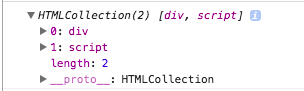 ▼HTMLCollection(2) [div, script] i
▶0: div
▶1: script
length: 2
▶__proto__: HTMLCollection